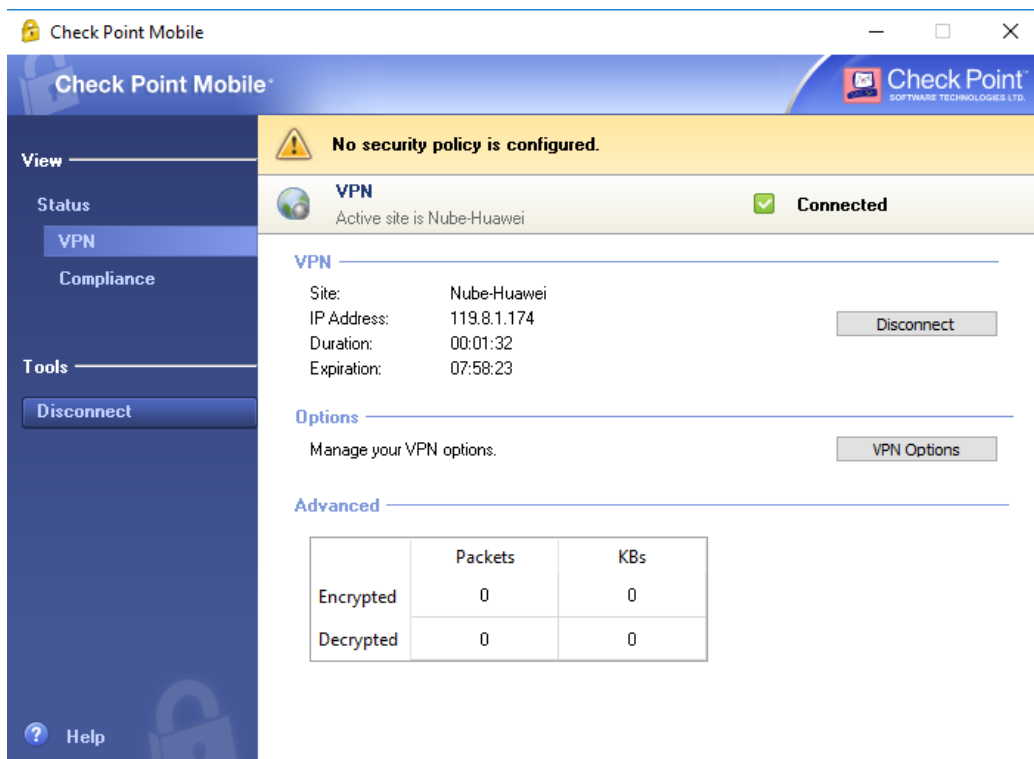 Check Point Mobile
Check Point Mobile
Check Point
SOFTWARE TECHNOLOGIES LTD.
View
Status
VPN
Compliance
Tools
Disconnect
Help
No security policy is configured.
VPN
Active site is Nube-Huawei
Connected
VPN
Site: Nube-Huawei
IP Address: 119.8.1.174
Duration: 00:01:32
Expiration: 07:58:23
Disconnect
Options
Manage your VPN options.
VPN Options
Advanced
Packets KBs
Encrypted 0 0
Decrypted 0 0